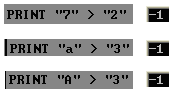 PRINT "7" > "2" -1
PRINT "a" > "3" -1
PRINT "A" > "3" -1